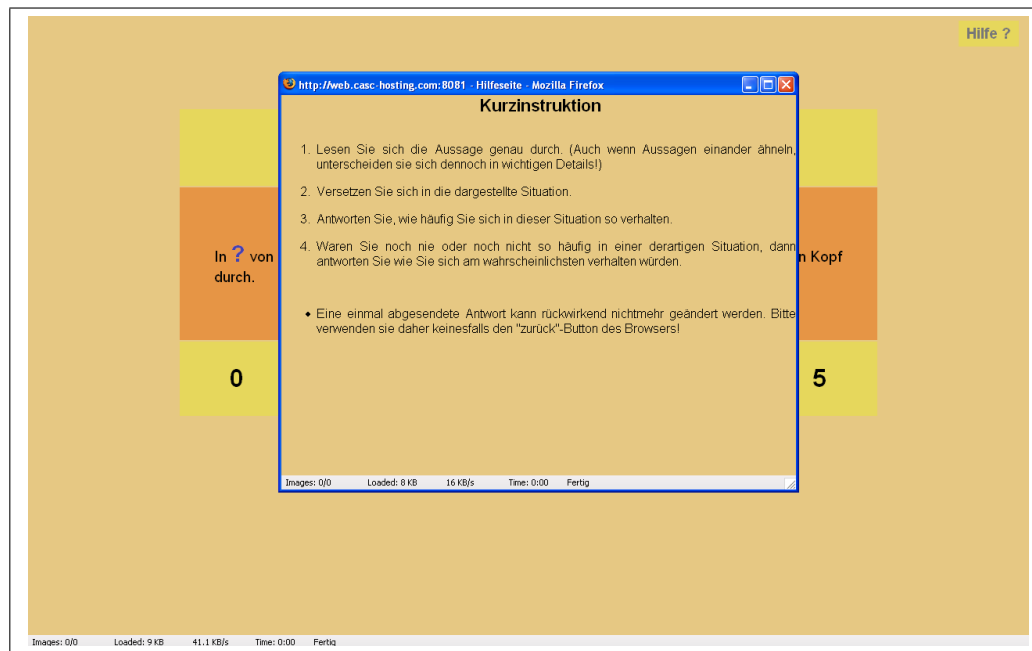 Hilfe ?
http://web.casc-hosting.com:8081 - Hilfeseite - Mozilla Firefox
Kurzinstruktion
1. Lesen Sie sich die Aussage genau durch. (Auch wenn Aussagen einander ähneln,
unterscheiden sie sich dennoch in wichtigen Details!)
2. Versetzen Sie sich in die dargestellte Situation.
3. Antworten Sie, wie häufig Sie sich in dieser Situation so verhalten.
4. Waren Sie noch nie oder noch nicht so häufig in einer derartigen Situation, dann
antworten Sie wie Sie sich am wahrscheinlichsten verhalten würden.
• Eine einmal abgesendete Antwort kann rückwirkend nichtmehr geändert werden. Bitte
verwenden sie daher keinesfalls den "zurück"-Button des Browsers!
In ? von
n Kopf
durch.
0
5
Images: 0/0 Loaded: 8 KB 16 KB/s Time: 0:00 Fertig
Images: 0/0 Loaded: 9 KB 41.1 KB/s Time: 0:00 Fertig